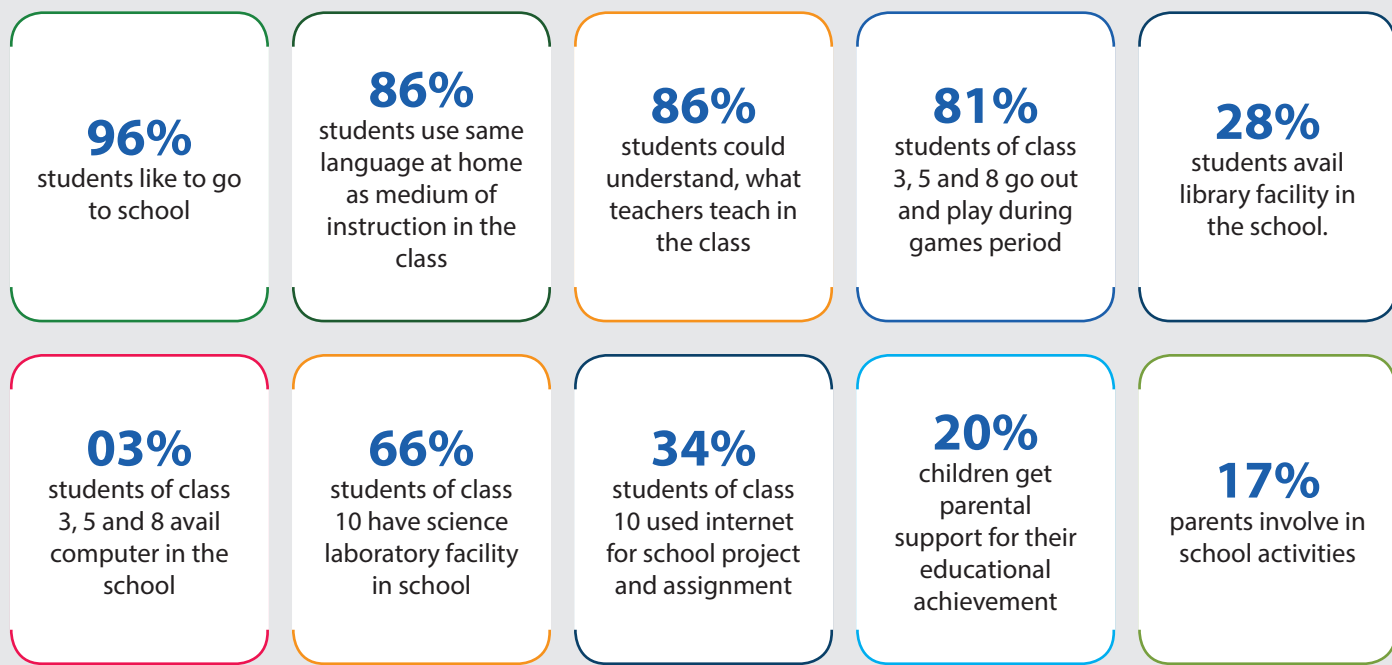 96%
students like to go
to school
86%
students use same
language at home
as medium of
instruction in the
class
86%
students could
understand, what
teachers teach in
the class
81%
students of class
3, 5 and 8 go out
and play during
games period
28%
students avail
library facility in
the school.
03%
students of class
3, 5 and 8 avail
computer in the
school
66%
students of class
10 have science
laboratory facility
in school
34%
students of class
10 used internet
for school project
and assignment
20%
children get
parental
support for their
educational
achievement
17%
parents involve in
school activities